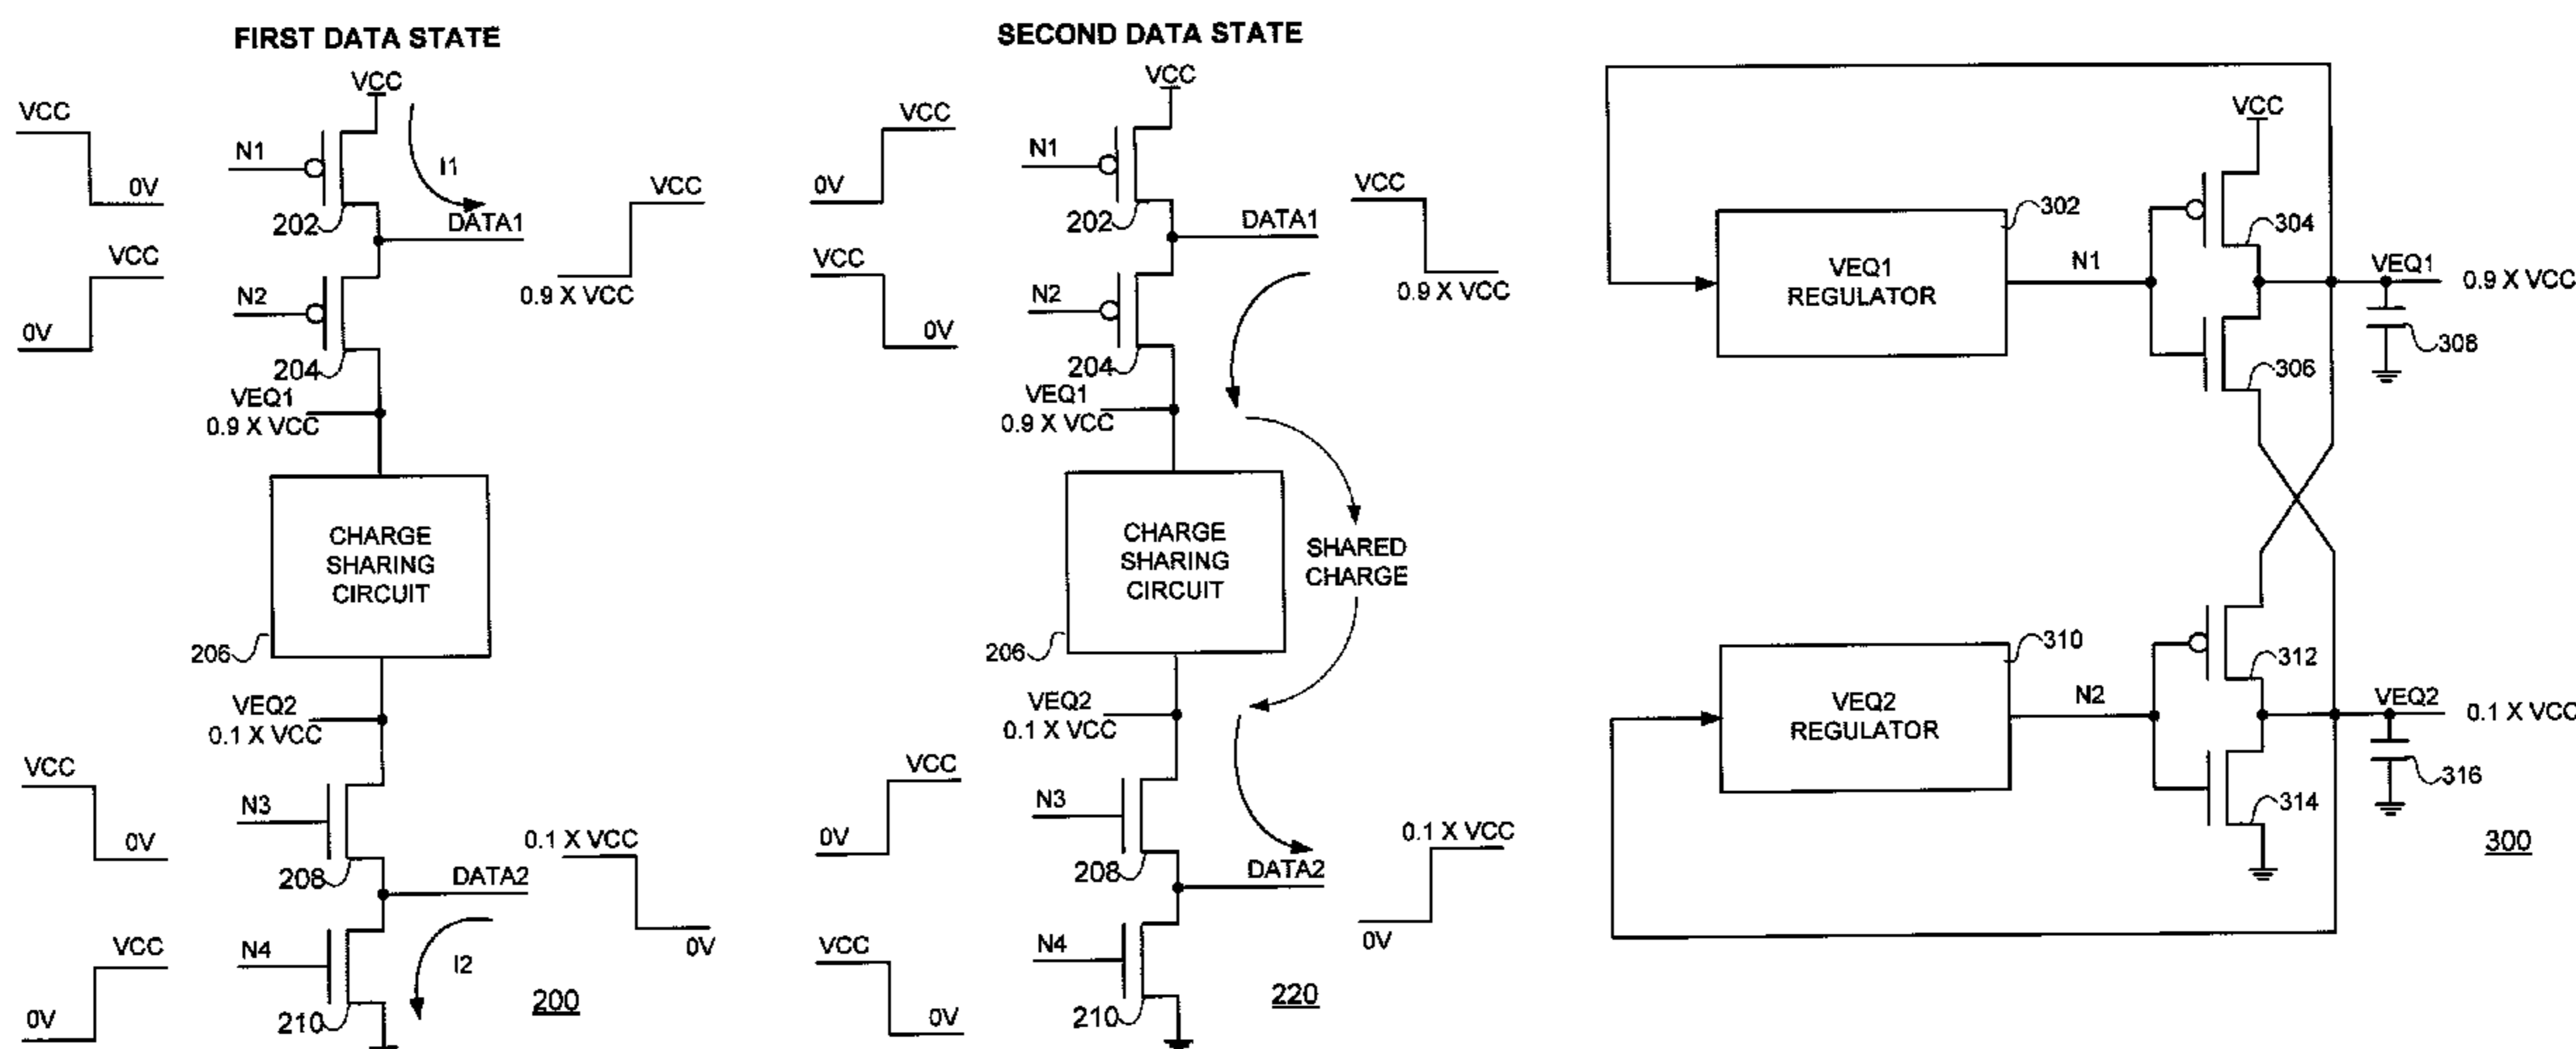 FIRST DATA STATE
VCC
VCC
0V
N1
I1
202
DATA1
VCC
0.9 X VCC
VCC
0V
N2
204
VEQ1
0.9 X VCC
CHARGE
SHARING
CIRCUIT
206
VEQ2
0.1 X VCC
VCC
0V
N3
208
DATA2
0.1 X VCC
0V
VCC
0V
N4
210
I2
200
SECOND DATA STATE
VCC
VCC
0V
N1
202
DATA1
VCC
0.9 X VCC
VCC
0V
N2
204
VEQ1
0.9 X VCC
CHARGE
SHARING
CIRCUIT
206
SHARED
CHARGE
VEQ2
0.1 X VCC
VCC
0V
N3
208
DATA2
0.1 X VCC
0V
VCC
0V
N4
210
220
VCC
302
VEQ1
REGULATOR
N1
304
VEQ1
0.9 X VCC
308
306
310
VEQ2
REGULATOR
N2
312
VEQ2
0.1 X VCC
316
314
300